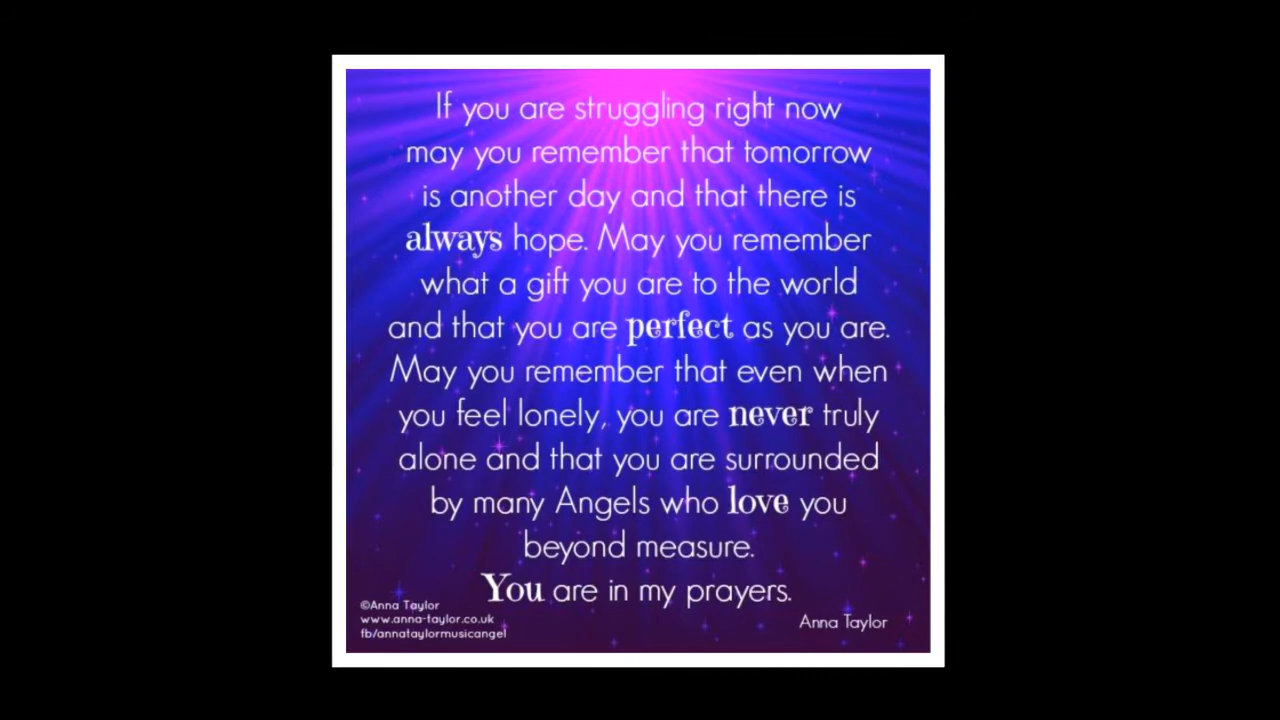 If you are struggling right now
may you remember that tomorrow
is another day and that there is
always hope. May you remember
what a gift you are to the world
and that you are perfect as you are.
May you remember that even when
you feel lonely, you are never truly
alone and that you are surrounded
by many Angels who love you
beyond measure.
You are in my prayers.
Anna Taylor
©Anna Taylor
www.anna-taylor.co.uk
fb/annataylormusicangel